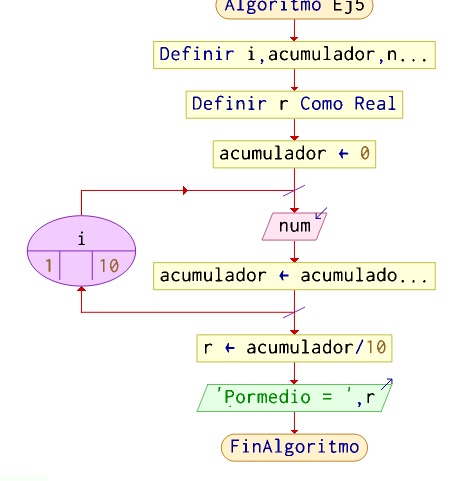 Algoritmo Ej5
Definir i,acumulador,n...
Definir r Como Real
acumulador ← 0
i
1 10
num
acumulador ← acumulado...
r ← acumulador/10
'Pormedio = ',r
FinAlgoritmo